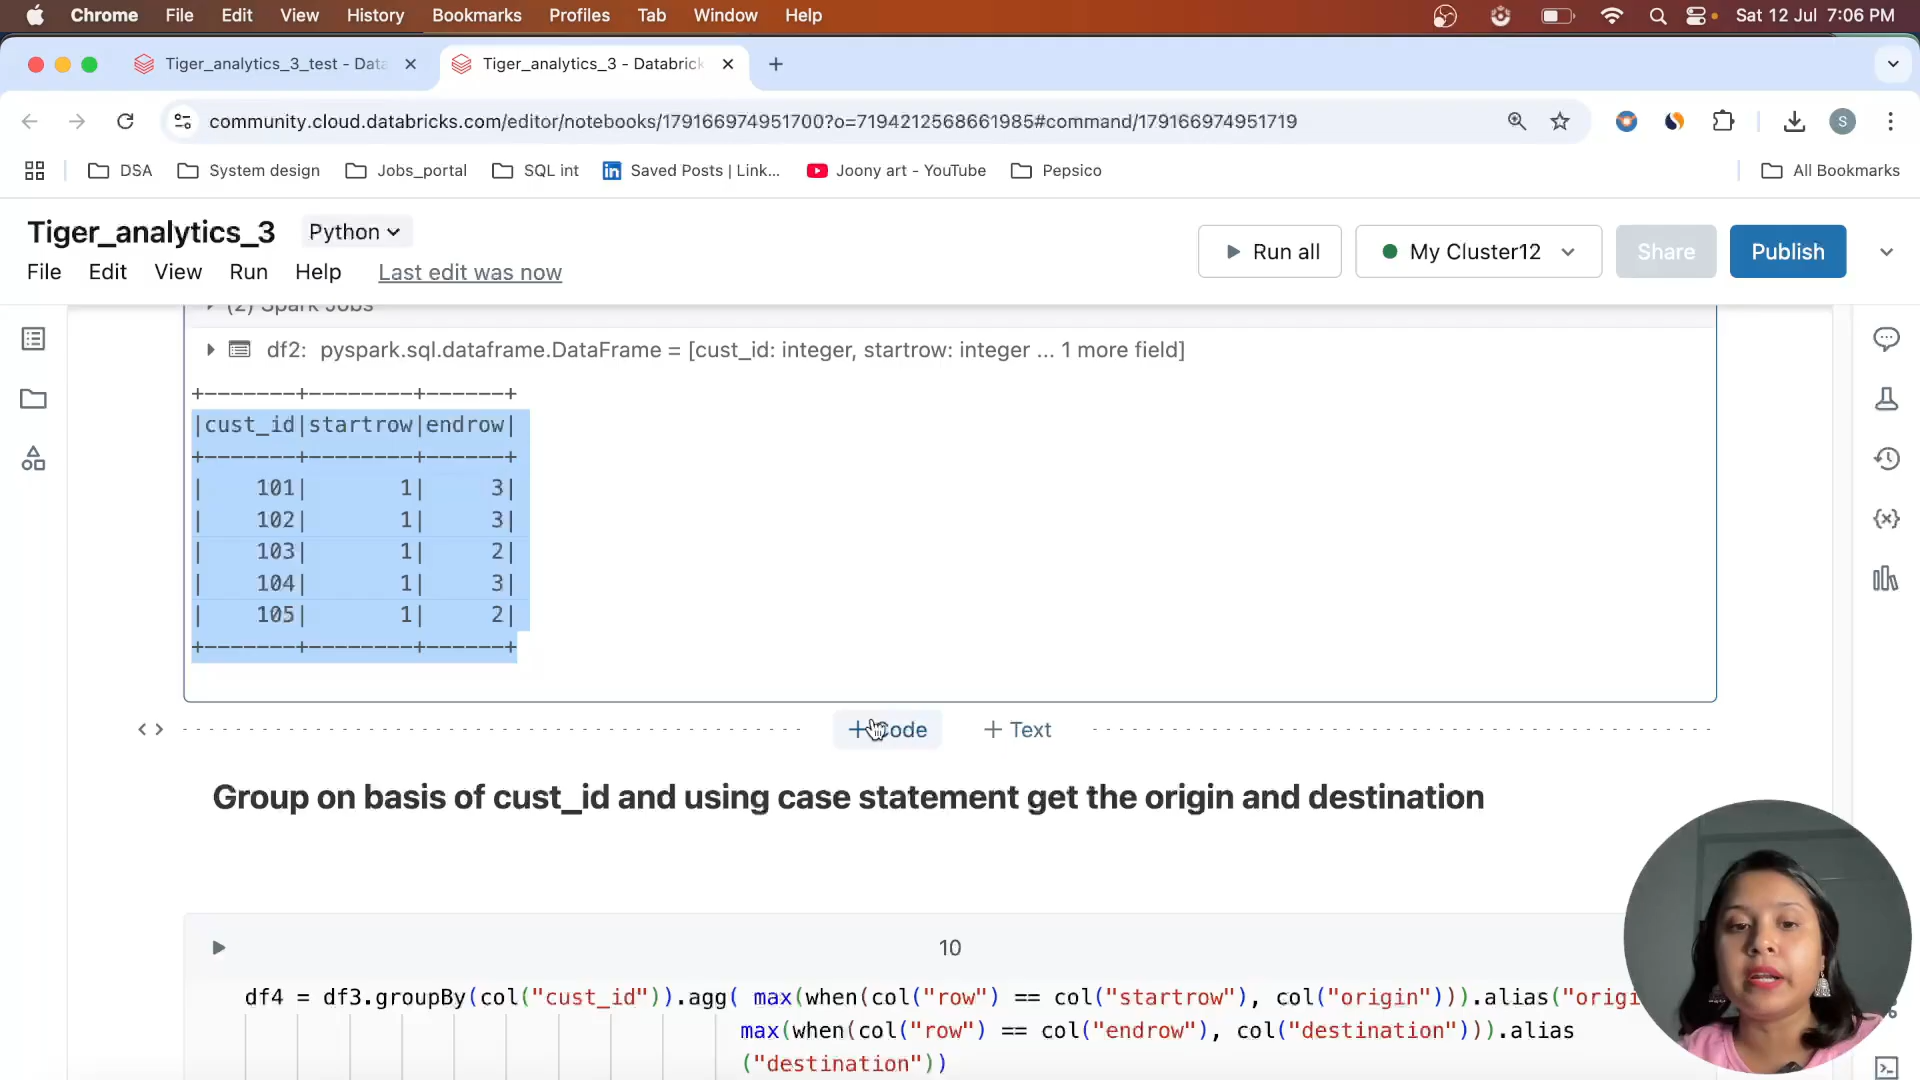 Chrome File Edit View History Bookmarks Profiles Tab Window Help Sat 12 Jul 7:06 PM
Tiger_analytics_3_test - Data Tiger_analytics_3 - Databrick
community.cloud.databricks.com/editor/notebooks/179166974951700?o=7194212568661985#command/179166974951719 S
DSA System design Jobs_portal SQL int Saved Posts | Link... Joony art - YouTube Pepsico All Bookmarks
Tiger_analytics_3 Python Run all My Cluster12 Share Publish
File Edit View Run Help Last edit was now
(2) Spark Jobs
df2: pyspark.sql.dataframe.DataFrame = [cust_id: integer, startrow: integer ... 1 more field]
+-------+--------+------+
|cust_id|startrow|endrow|
+-------+--------+------+
|    101|       1|     3|
|    102|       1|     3|
|    103|       1|     2|
|    104|       1|     3|
|    105|       1|     2|
+-------+--------+------+
+ Code + Text
Group on basis of cust_id and using case statement get the origin and destination
10
df4 = df3.groupBy(col("cust_id")).agg( max(when(col("row") == col("startrow"), col("origin"))).alias("origi
max(when(col("row") == col("endrow"), col("destination"))).alias
("destination"))